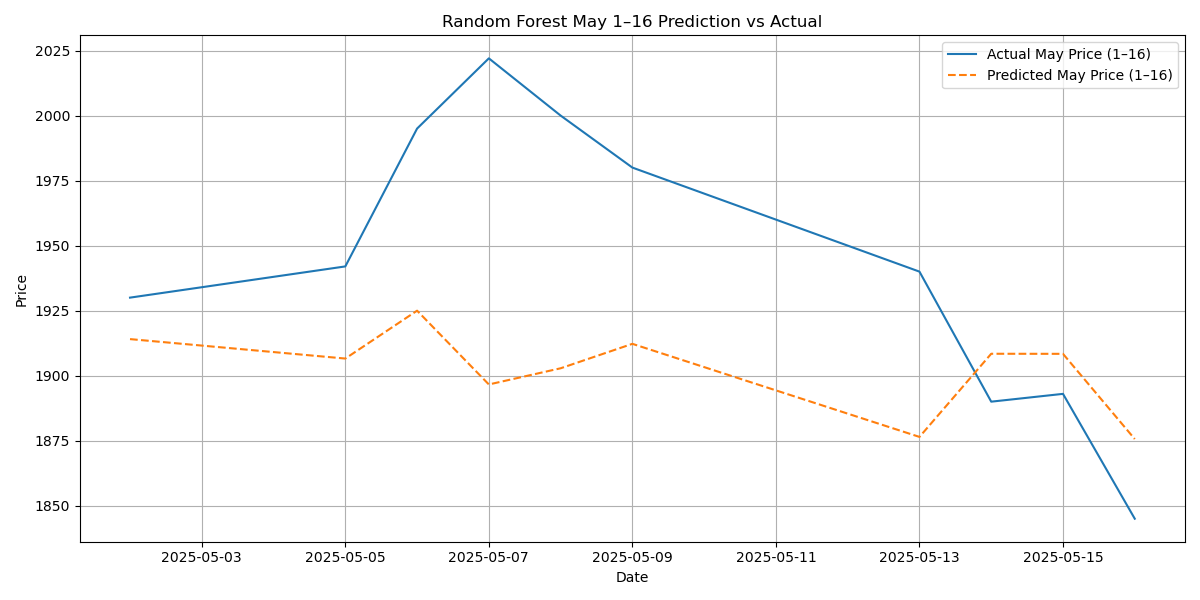 Random Forest May 1–16 Prediction vs Actual
Actual May Price (1–16)
Predicted May Price (1–16)
Price
2025
2000
1975
1950
1925
1900
1875
1850
2025-05-03 2025-05-05 2025-05-07 2025-05-09 2025-05-11 2025-05-13 2025-05-15
Date